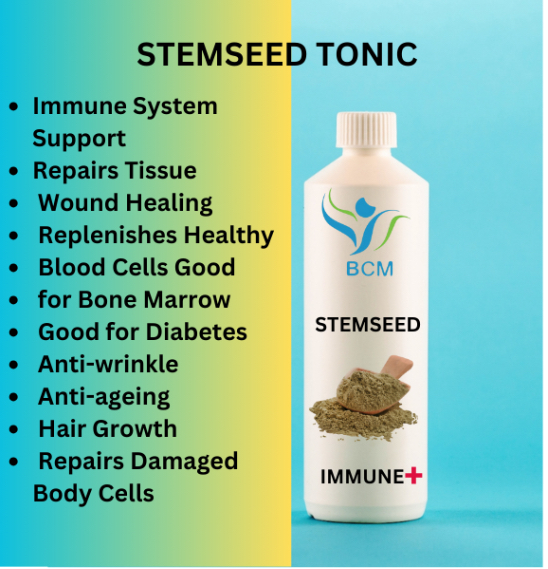 STEMSEED TONIC
• Immune System
Support
• Repairs Tissue
• Wound Healing
• Replenishes Healthy
• Blood Cells Good
• for Bone Marrow
• Good for Diabetes
• Anti-wrinkle
• Anti-ageing
• Hair Growth
• Repairs Damaged
Body Cells
BCM
STEMSEED
IMMUNE+